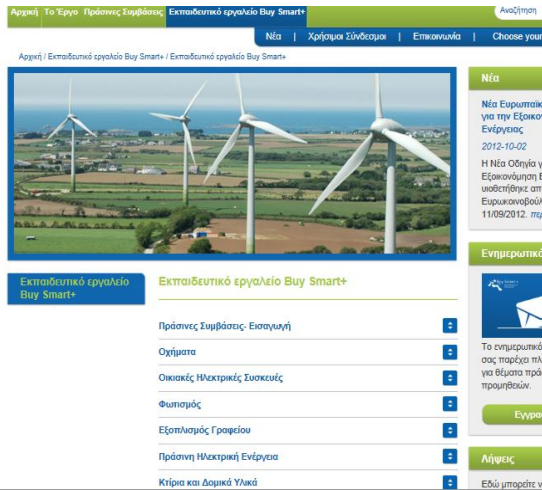 Αρχική Το Έργο Πράσινες Συμβάσεις Εκπαιδευτικό εργαλείο Buy Smart+
Αναζήτηση
Νέα | Χρήσιμοι Σύνδεσμοι | Επικοινωνία | Choose your
Αρχική / Εκπαιδευτικό εργαλείο Buy Smart+ / Εκπαιδευτικό εργαλείο Buy Smart+
Εκπαιδευτικό εργαλείο
Buy Smart+
Εκπαιδευτικό εργαλείο Buy Smart+
Πράσινες Συμβάσεις- Εισαγωγή
Οχήματα
Οικιακές Ηλεκτρικές Συσκευές
Φωτισμός
Εξοπλισμός Γραφείου
Πράσινη Ηλεκτρική Ενέργεια
Κτίρια και Δομικά Υλικά
Νέα
Νέα Ευρωπαϊκ
για την Εξοικο
Ενέργειας
2012-10-02
Η Νέα Οδηγία γ
Εξοικονόμηση Ε
υιοθετήθηκε απ
Ευρωκοινοβούλ
11/09/2012. πε
Ενημερωτικό
Buy Smart+
Το ενημερωτικό
σας παρέχει πλ
για θέματα πρά
προμηθειών.
Εγγρα
Λήψεις
Εδώ μπορείτε ν